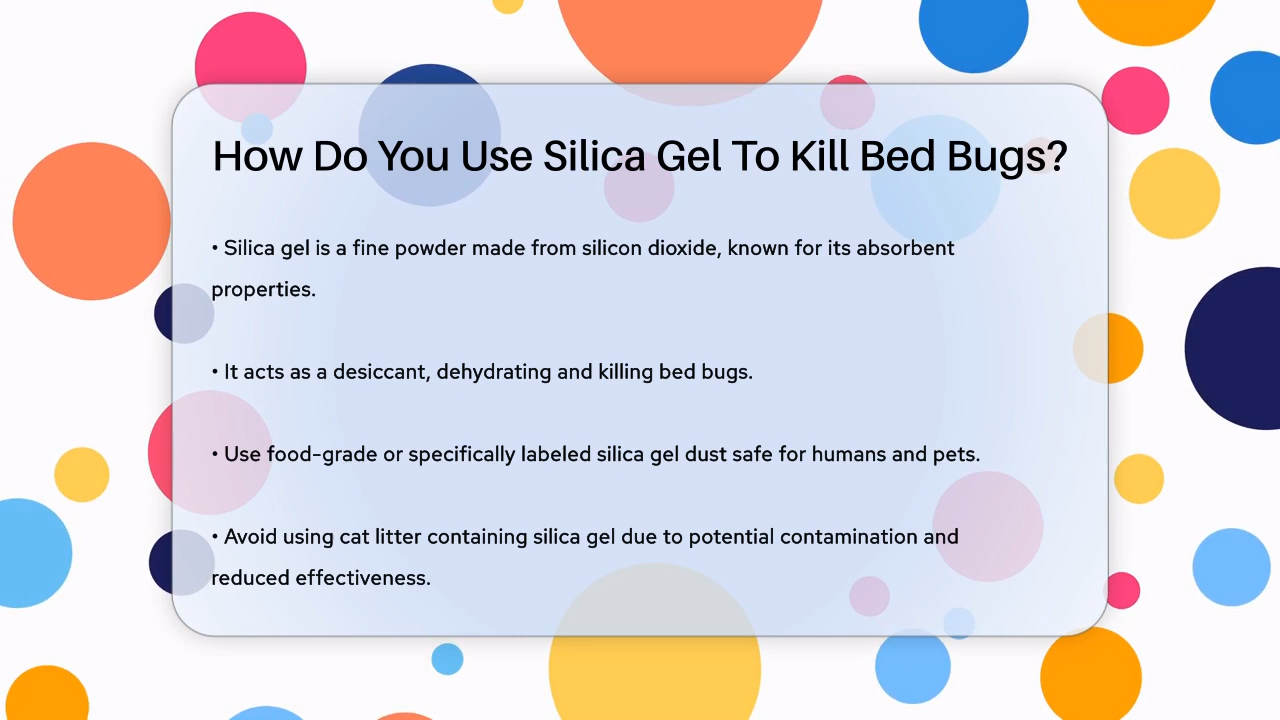 How Do You Use Silica Gel To Kill Bed Bugs?
• Silica gel is a fine powder made from silicon dioxide, known for its absorbent
properties.
• It acts as a desiccant, dehydrating and killing bed bugs.
• Use food-grade or specifically labeled silica gel dust safe for humans and pets.
• Avoid using cat litter containing silica gel due to potential contamination and
reduced effectiveness.